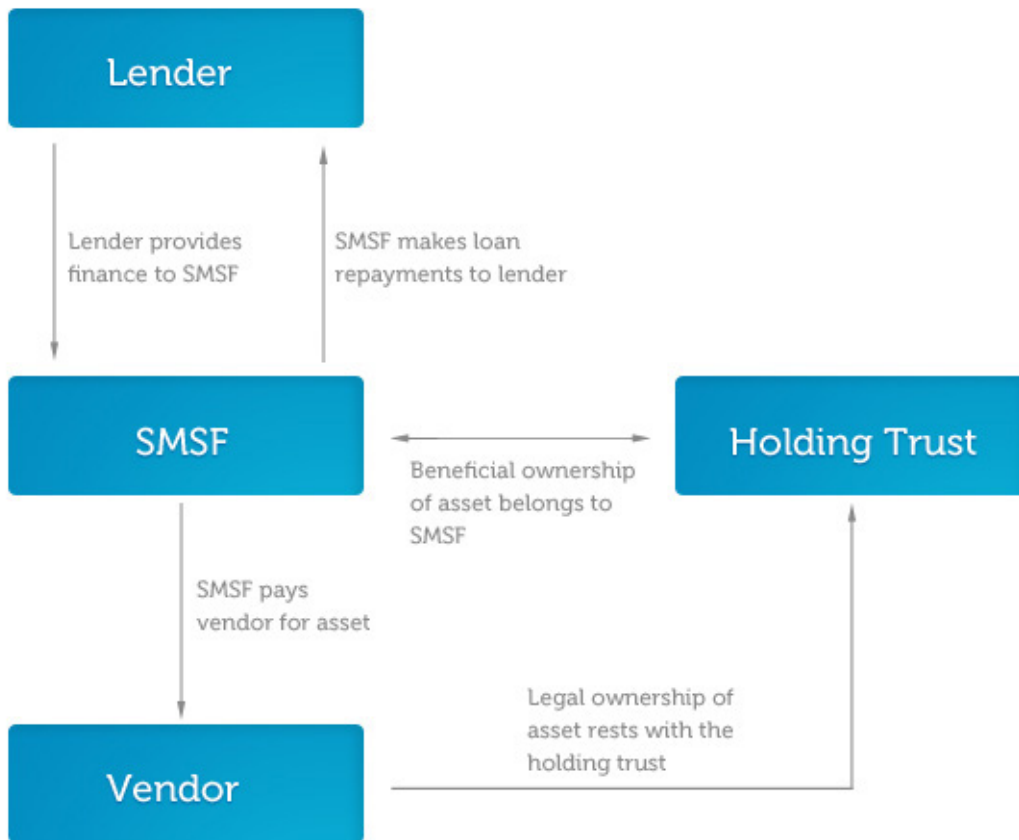 Lender
Lender provides
finance to SMSF
SMSF makes loan
repayments to lender
SMSF
Beneficial ownership
of asset belongs to
SMSF
Holding Trust
SMSF pays
vendor for asset
Legal ownership of
asset rests with the
holding trust
Vendor